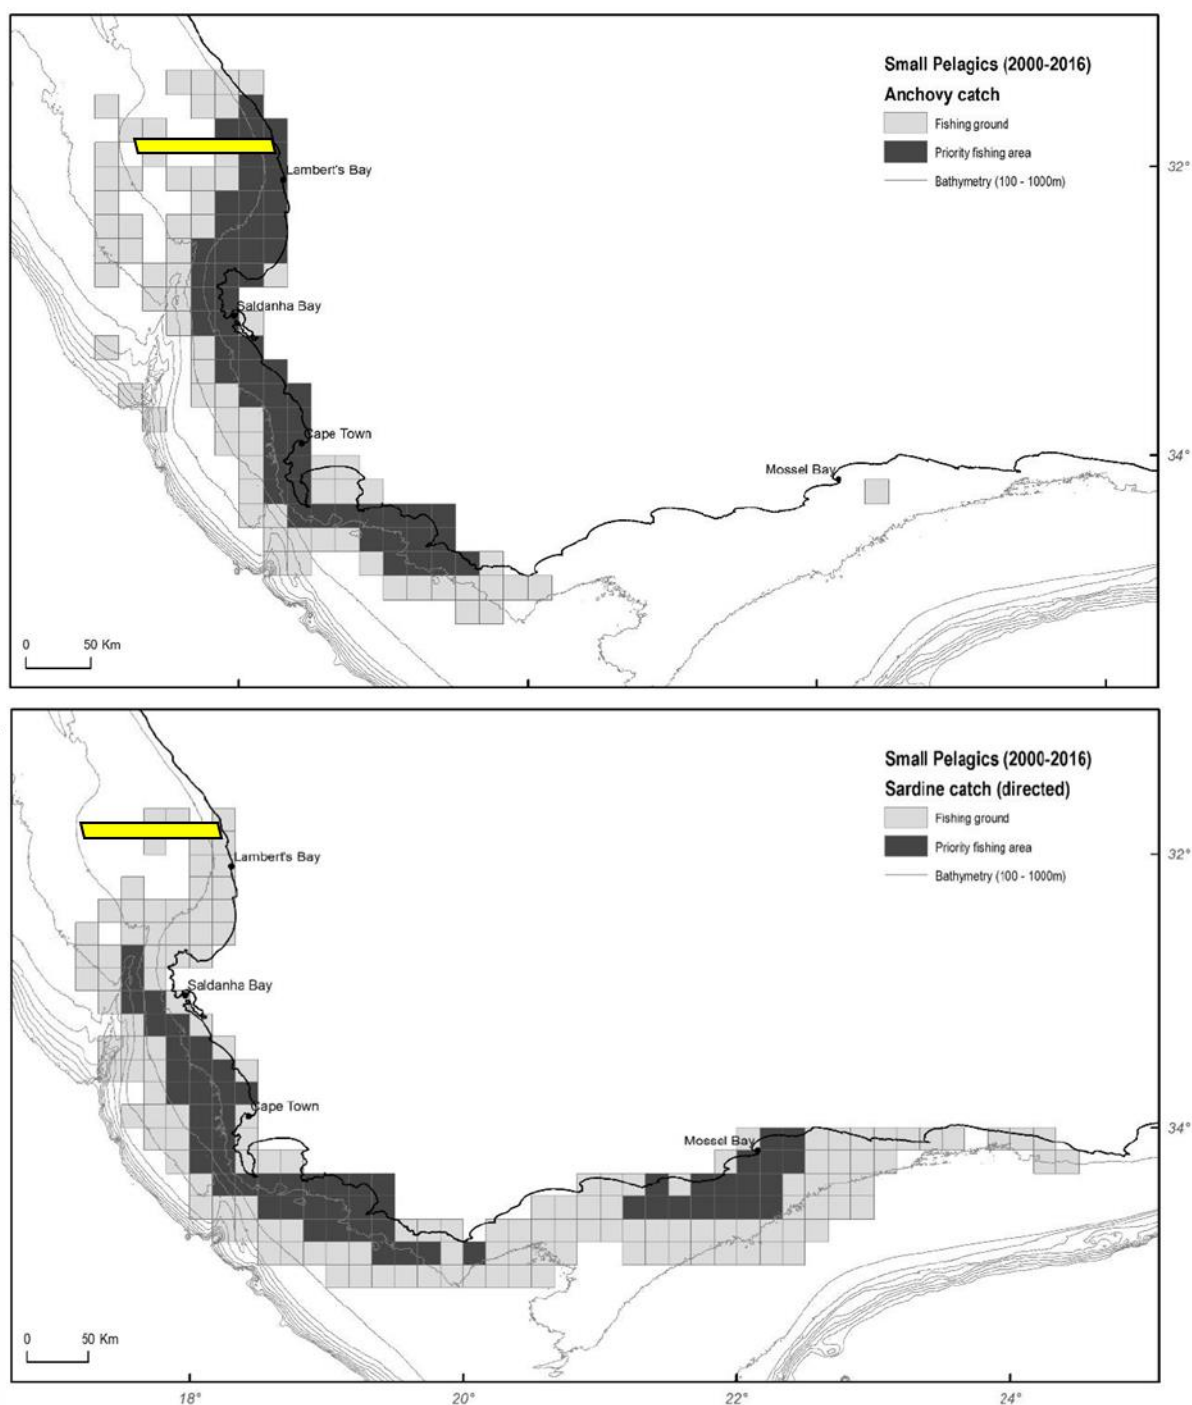 Small Pelagics (2000-2016)
Anchovy catch
Fishing ground
Priority fishing area
Bathymetry (100 - 1000m)
32°
Lambert's Bay
Saldanha Bay
Cape Town
Mossel Bay
34°
0 50 Km
Small Pelagics (2000-2016)
Sardine catch (directed)
Fishing ground
Priority fishing area
Bathymetry (100 - 1000m)
32°
Lambert's Bay
Saldanha Bay
Cape Town
Mossel Bay
34°
0 50 Km
18° 20° 22° 24°